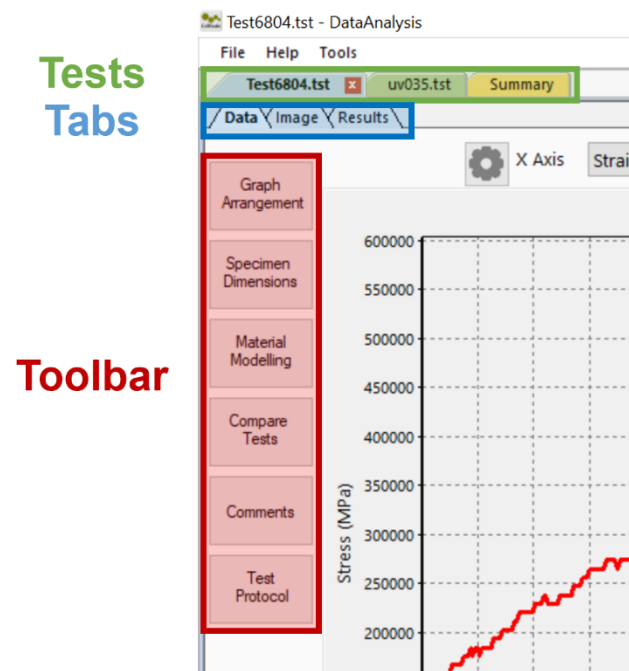 Test6804.tst - DataAnalysis
File Help Tools
Tests
Test6804.tst x uv035.tst Summary
Tabs
Data Image Results
X Axis
Graph
Arrangement
Specimen
Dimensions
Material
Modelling
Toolbar
Compare
Tests
Comments
Test
Protocol
600000
550000
500000
450000
400000
350000
300000
250000
200000
Stress (MPa)